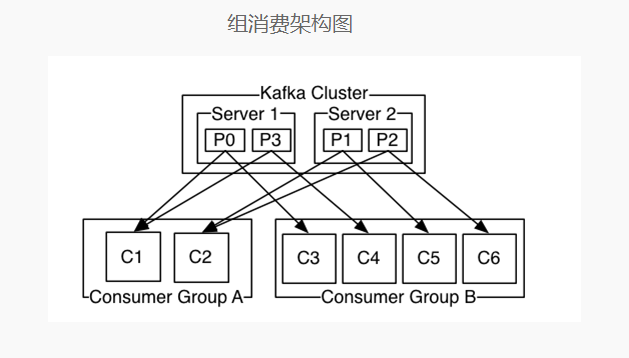 组消费架构图
Kafka Cluster
Server 1
Server 2
P0
P3
P1
P2
C1
C2
C3
C4
C5
C6
Consumer Group A
Consumer Group B